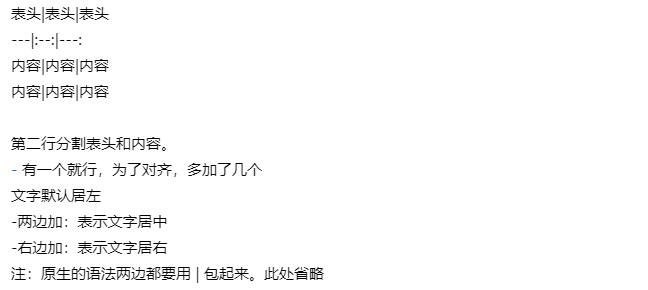 表头|表头|表头
---|:--:|---:
内容|内容|内容
内容|内容|内容
第二行分割表头和内容。
- 有一个就行，为了对齐，多加了几个
文字默认居左
-两边加：表示文字居中
-右边加：表示文字居右
注：原生的语法两边都要用 | 包起来。此处省略